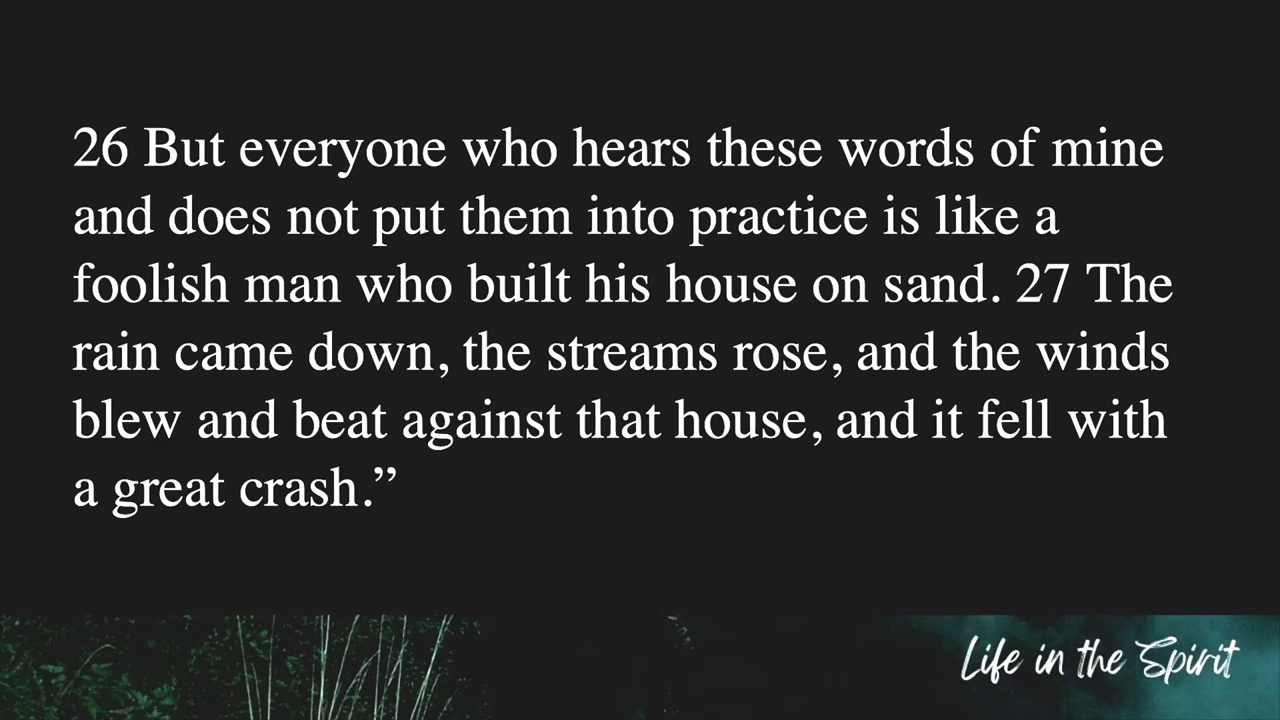 26 But everyone who hears these words of mine
and does not put them into practice is like a
foolish man who built his house on sand. 27 The
rain came down, the streams rose, and the winds
blew and beat against that house, and it fell with
a great crash.”
Life in the Spirit